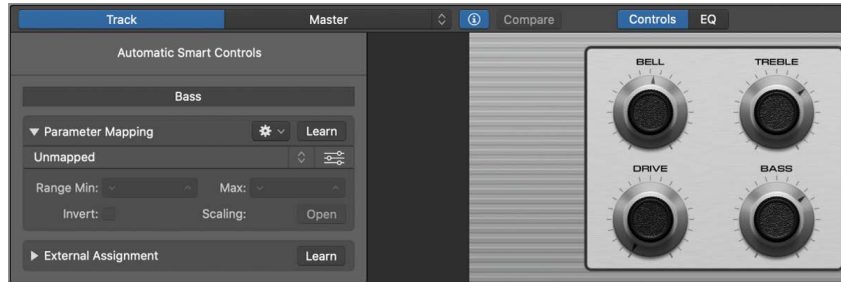 Track Master Compare Controls EQ
Automatic Smart Controls
Bass
Parameter Mapping Learn
Unmapped
Range Min: Max:
Invert: Scaling: Open
External Assignment Learn
BELL TREBLE
DRIVE BASS